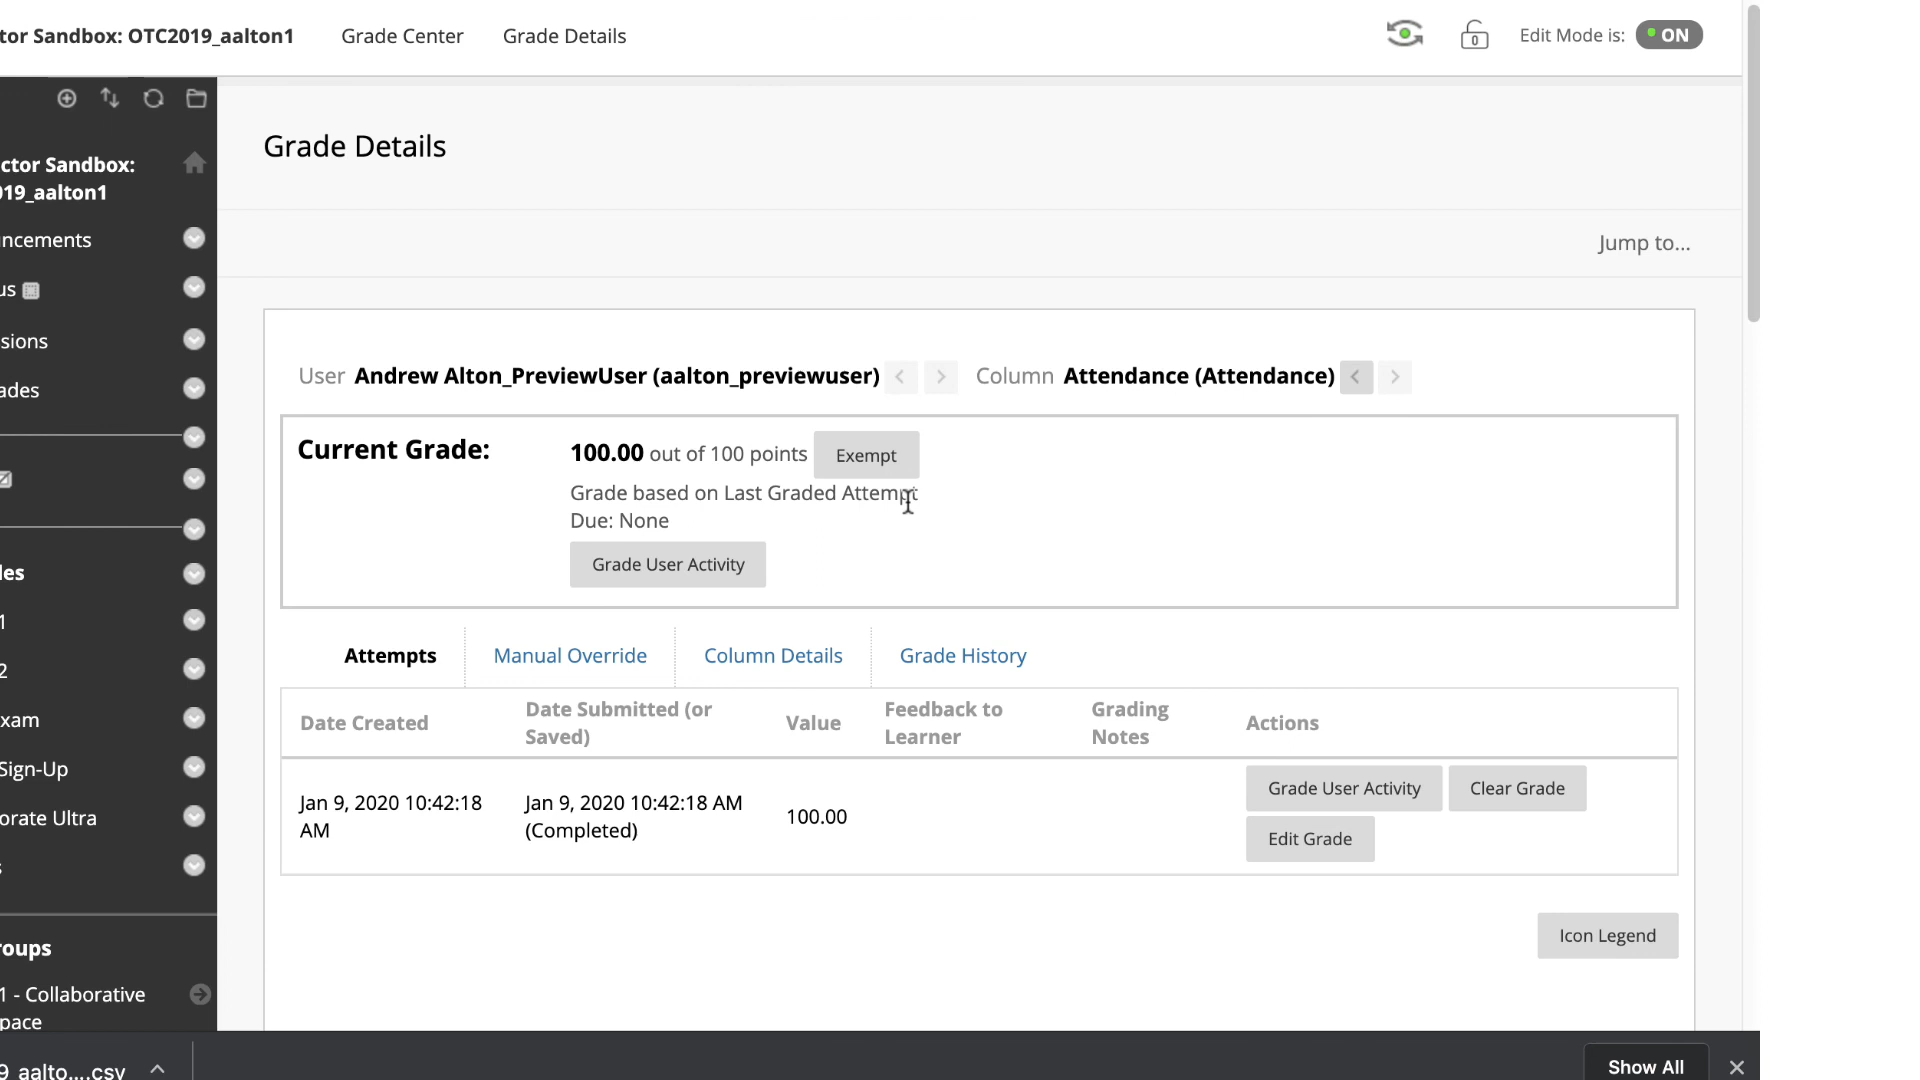 tor Sandbox: OTC2019_aalton1 Grade Center Grade Details Edit Mode is: ON
Grade Details
Jump to...
ctor Sandbox:
019_aalton1
uncements
us
sions
ades
les
1
2
xam
Sign-Up
orate Ultra
s
roups
1 - Collaborative
pace
User Andrew Alton_PreviewUser (aalton_previewuser) < > Column Attendance (Attendance) < >
Current Grade: 100.00 out of 100 points Exempt
Grade based on Last Graded Attempt
Due: None
Grade User Activity
Attempts Manual Override Column Details Grade History
Date Created Date Submitted (or Saved) Value Feedback to Learner Grading Notes Actions
Jan 9, 2020 10:42:18 AM Jan 9, 2020 10:42:18 AM (Completed) 100.00 Grade User Activity Clear Grade
Edit Grade
Icon Legend
9_aalto....csv Show All